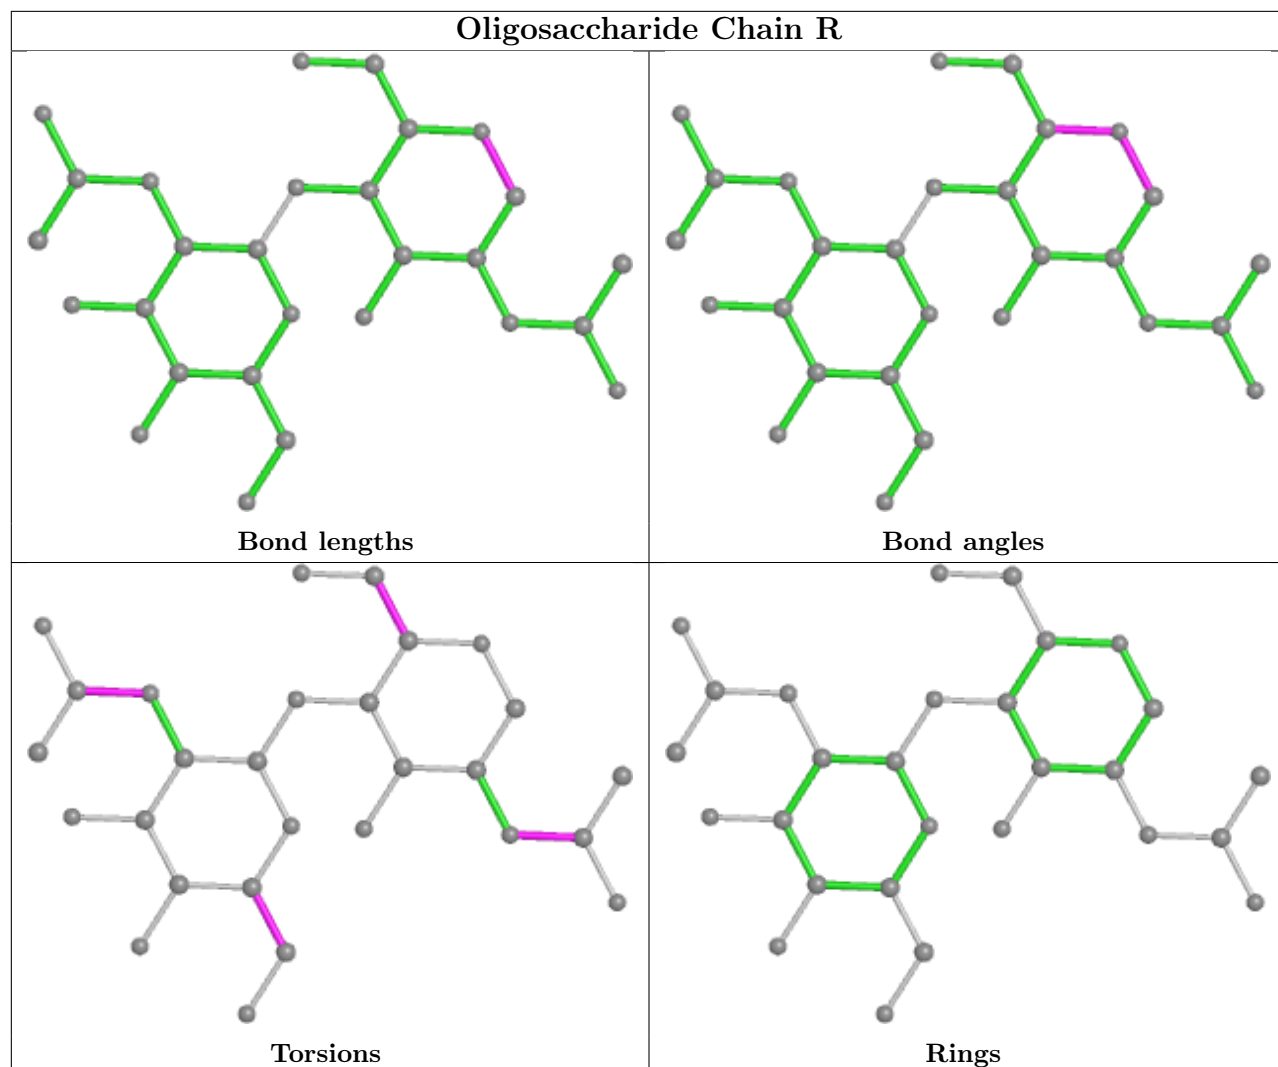 Oligosaccharide Chain R
Bond lengths
Bond angles
Torsions
Rings